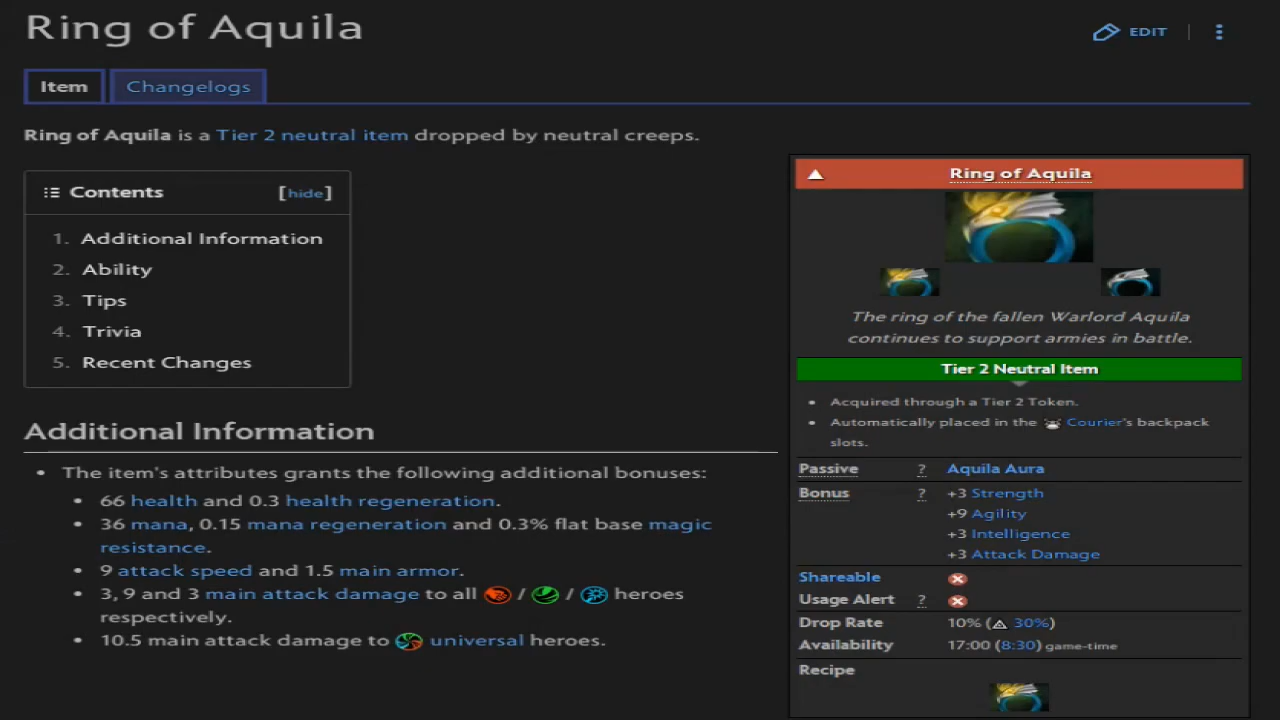 Ring of Aquila
EDIT
Item
Changelogs
Ring of Aquila is a Tier 2 neutral item dropped by neutral creeps.
Contents
[hide]
1. Additional Information
2. Ability
3. Tips
4. Trivia
5. Recent Changes
Additional Information
• The item's attributes grants the following additional bonuses:
• 66 health and 0.3 health regeneration.
• 36 mana, 0.15 mana regeneration and 0.3% flat base magic
resistance.
• 9 attack speed and 1.5 main armor.
• 3, 9 and 3 main attack damage to all / / heroes
respectively.
• 10.5 main attack damage to universal heroes.
Ring of Aquila
The ring of the fallen Warlord Aquila
continues to support armies in battle.
Tier 2 Neutral Item
• Acquired through a Tier 2 Token.
• Automatically placed in the Courier's backpack
slots.
Passive ? Aquila Aura
Bonus ? +3 Strength
+9 Agility
+3 Intelligence
+3 Attack Damage
Shareable
Usage Alert ?
Drop Rate 10% (30%)
Availability 17:00 (8:30) game-time
Recipe